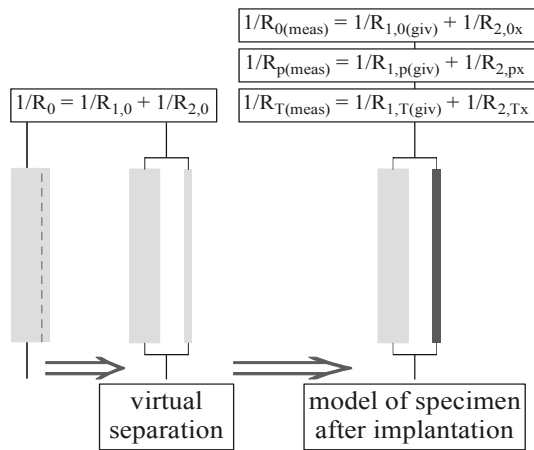 1/R0(meas) = 1/R1,0(giv) + 1/R2,0x
1/Rp(meas) = 1/R1,p(giv) + 1/R2,px
1/RT(meas) = 1/R1,T(giv) + 1/R2,Tx
1/R0 = 1/R1,0 + 1/R2,0
virtual
separation
model of specimen
after implantation